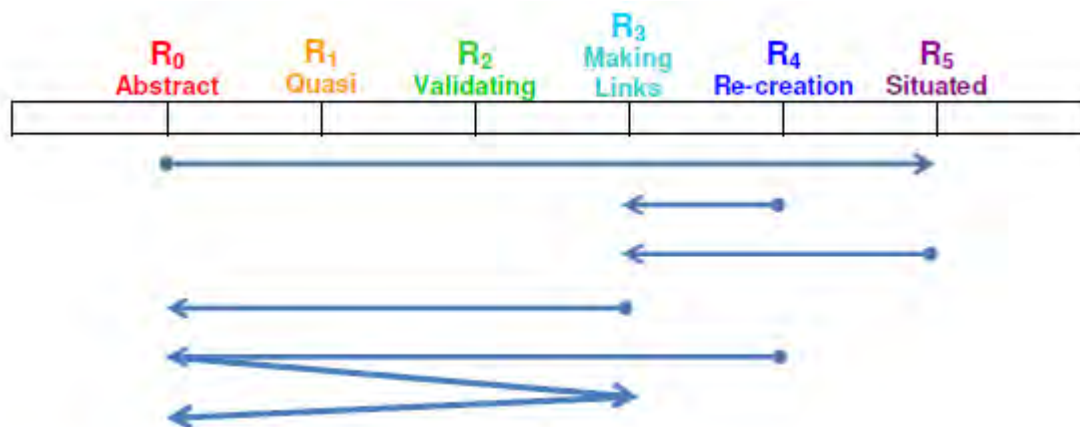 R0 Abstract
R1 Quasi
R2 Validating
R3 Making Links
R4 Re-creation
R5 Situated